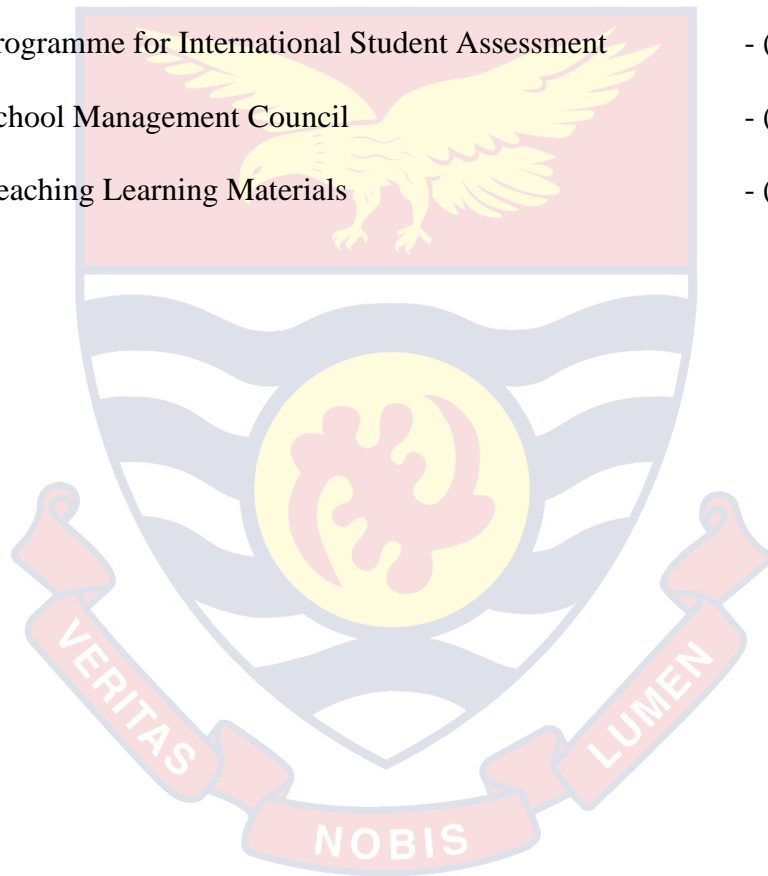 rogramme for International Student Assessment - (
chool Management Council - (
eaching Learning Materials - (
VERITAS
NOBIS
LUMEN